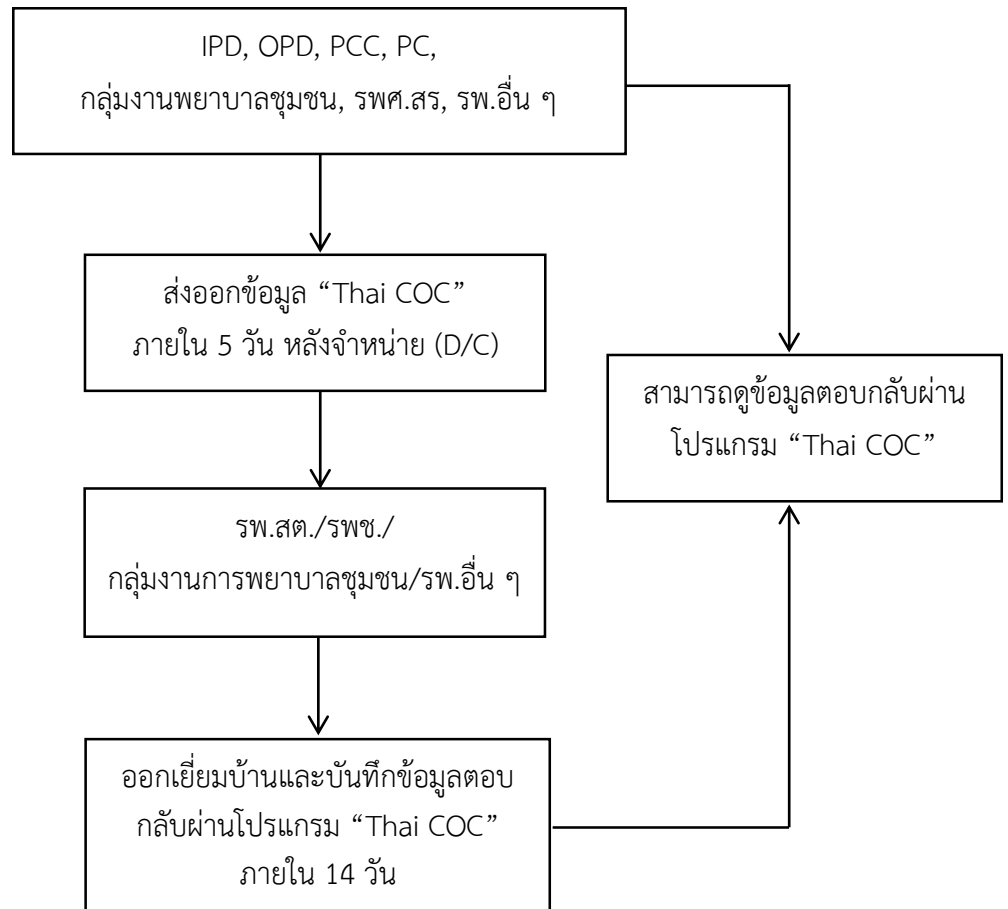 IPD, OPD, PCC, PC,
กลุ่มงานพยาบาลชุมชน, รพศ.สร, รพ.อื่น ๆ
ส่งออกข้อมูล “Thai COC”
ภายใน 5 วัน หลังจำหน่าย (D/C)
สามารถดูข้อมูลตอบกลับผ่าน
โปรแกรม “Thai COC”
รพ.สต./รพช./
กลุ่มงานการพยาบาลชุมชน/รพ.อื่น ๆ
ออกเยี่ยมบ้านและบันทึกข้อมูลตอบ
กลับผ่านโปรแกรม “Thai COC”
ภายใน 14 วัน